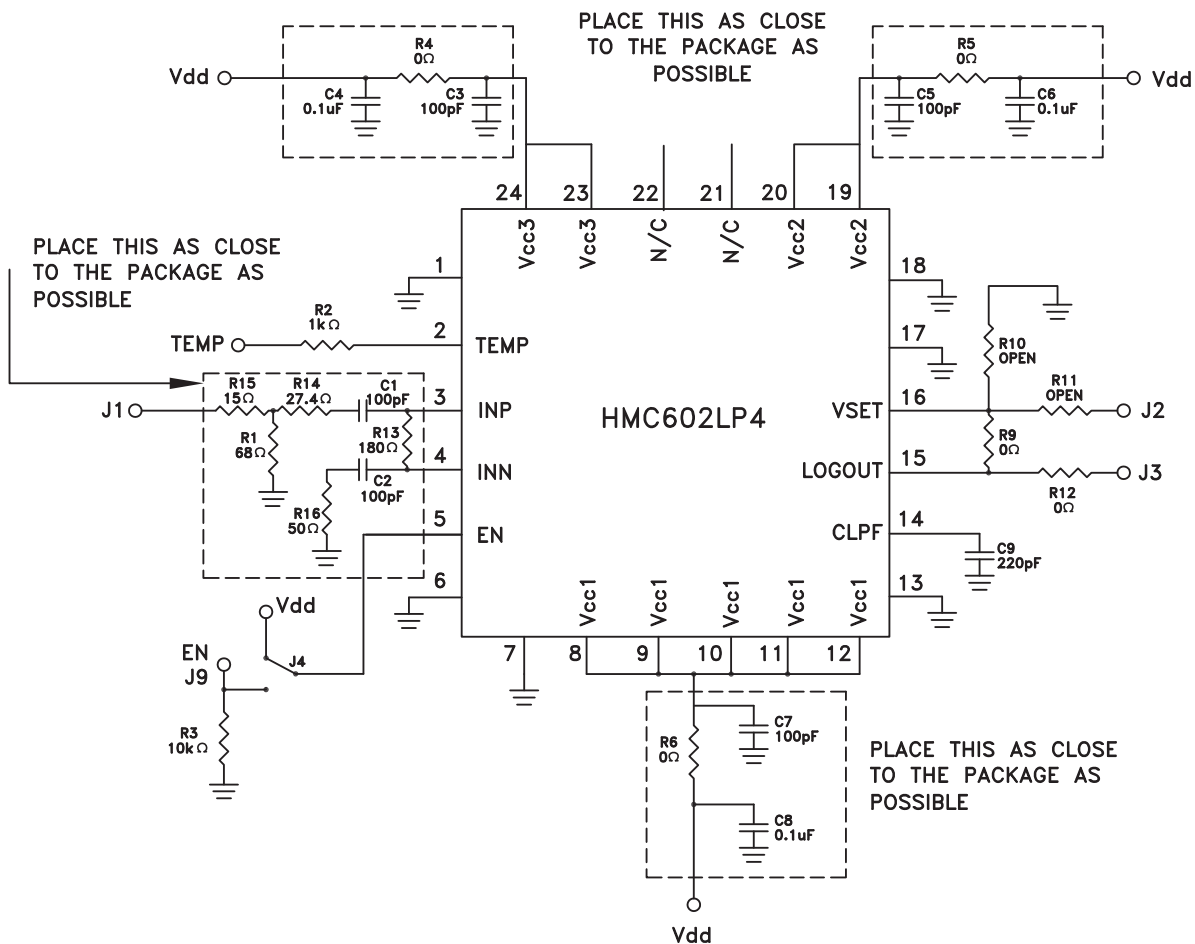 PLACE THIS AS CLOSE
TO THE PACKAGE AS
POSSIBLE
R4
0Ω
R5
0Ω
Vdd
Vdd
C4
0.1uF
C3
100pF
C5
100pF
C6
0.1uF
24
23
22
21
20
19
Vcc3
Vcc3
N/C
N/C
Vcc2
Vcc2
PLACE THIS AS CLOSE
TO THE PACKAGE AS
POSSIBLE
1
18
R2
1kΩ
TEMP
2
TEMP
17
R10
OPEN
R15
15Ω
R14
27.4Ω
C1
100pF
R11
OPEN
J1
3
INP
HMC602LP4
VSET
16
J2
R1
68Ω
R13
180Ω
R9
0Ω
4
INN
LOGOUT
15
J3
C2
100pF
R12
0Ω
R16
50Ω
5
EN
CLPF
14
C9
220pF
6
13
Vcc1
Vcc1
Vcc1
Vcc1
Vcc1
Vdd
EN
J9
J4
7
8
9
10
11
12
R3
10kΩ
C7
100pF
R6
0Ω
PLACE THIS AS CLOSE
TO THE PACKAGE AS
POSSIBLE
C8
0.1uF
Vdd